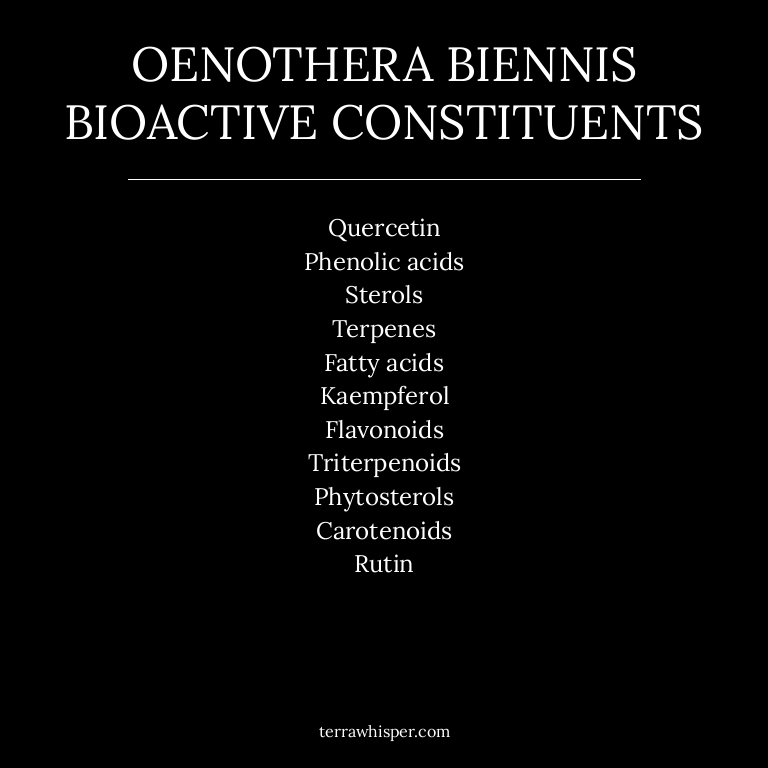 OENOTHERA BIENNIS
BIOACTIVE CONSTITUENTS
Quercetin
Phenolic acids
Sterols
Terpenes
Fatty acids
Kaempferol
Flavonoids
Triterpenoids
Phytosterols
Carotenoids
Rutin
terrawhisper.com